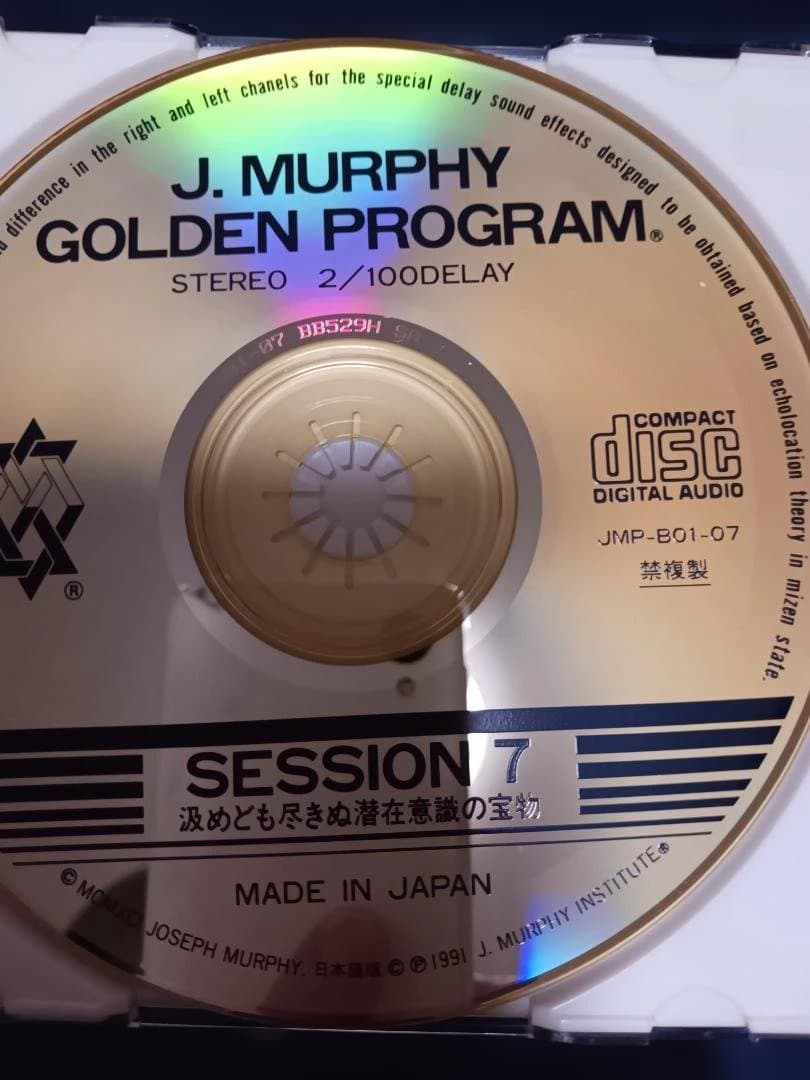 difference in the right and left chanels for the special delay sound effects designed to be obtained based on echolocation theory in mizen state.
J. MURPHY
GOLDEN PROGRAM®
STEREO 2/100DELAY
-07 BB529H
COMPACT
disc
DIGITAL AUDIO
JMP-B01-07
禁複製
®
SESSION 7
汲めども尽きぬ潜在意識の宝物
MADE IN JAPAN
© JOSEPH MURPHY. 日本語版 © ℗ 1991 J. MURPHY INSTITUTE®